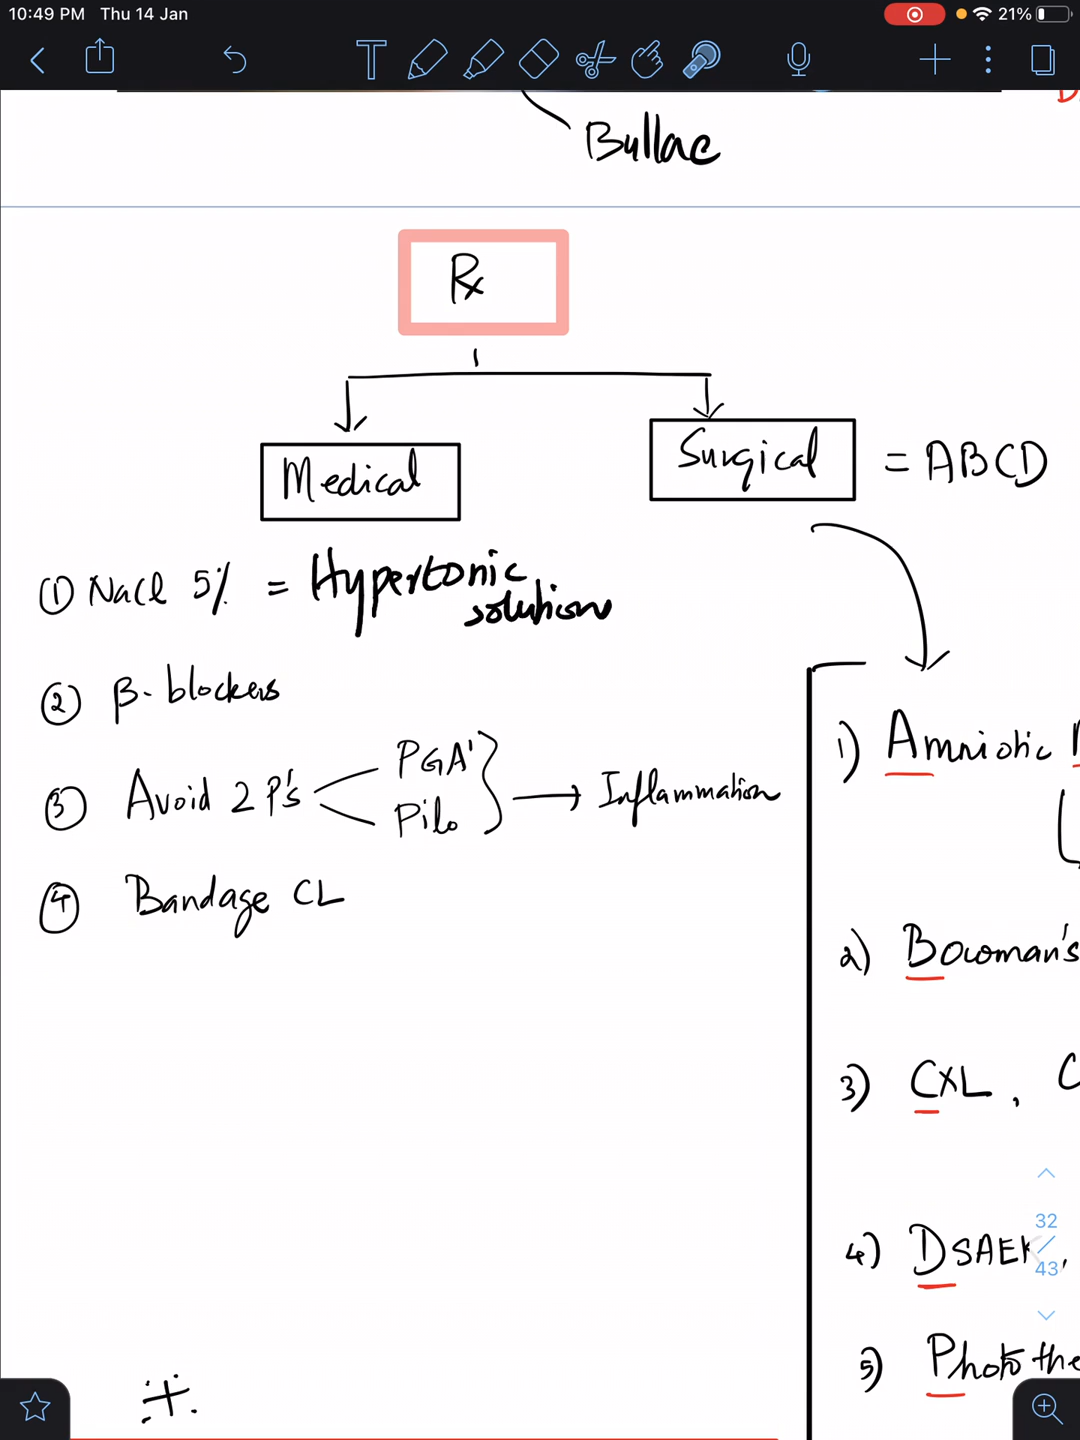 10:49 PM Thu 14 Jan
21%
Bullae
Rx
Medical
Surgical = ABCD
① NaCl 5% = Hypertonic
solutions
② β-blockers
③ Avoid 2 P's
PGA'
Pilo
→ Inflammation
④ Bandage CL
1) Amniotic
2) Bowman's
3) CXL, C
4) DSAEK,
5) Photothe
32
43